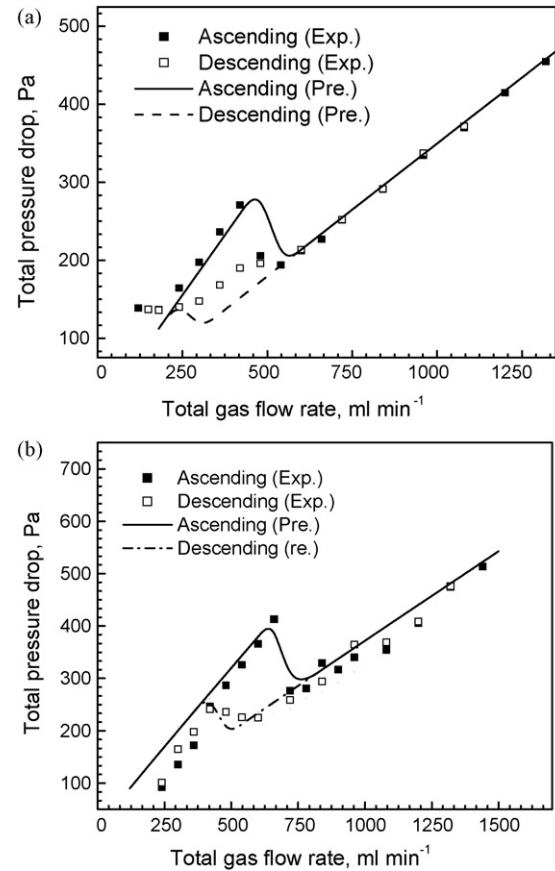 (a)
500
400
300
200
100
Total pressure drop, Pa
Ascending (Exp.)
Descending (Exp.)
Ascending (Pre.)
Descending (Pre.)
0 250 500 750 1000 1250
Total gas flow rate, ml min⁻¹
(b)
700
600
500
400
300
200
100
Total pressure drop, Pa
Ascending (Exp.)
Descending (Exp.)
Ascending (Pre.)
Descending (re.)
0 250 500 750 1000 1250 1500
Total gas flow rate, ml min⁻¹